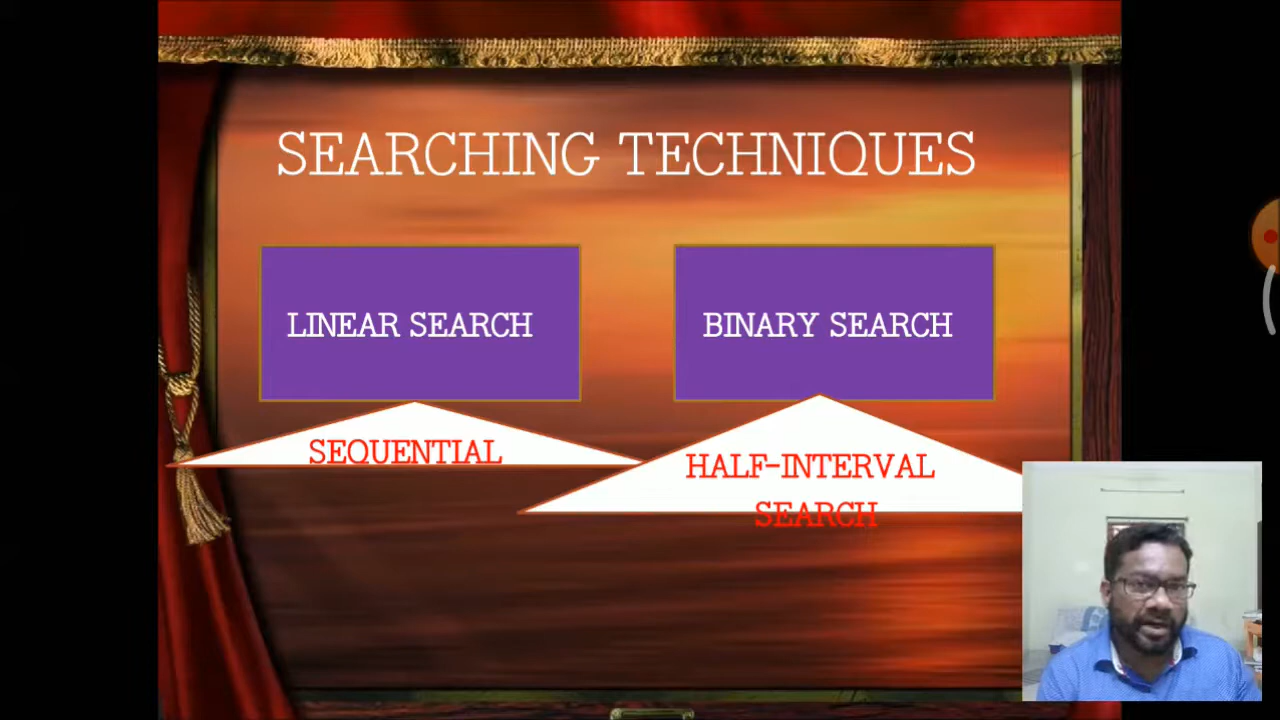 SEARCHING TECHNIQUES
LINEAR SEARCH
BINARY SEARCH
SEQUENTIAL
HALF-INTERVAL
SEARCH